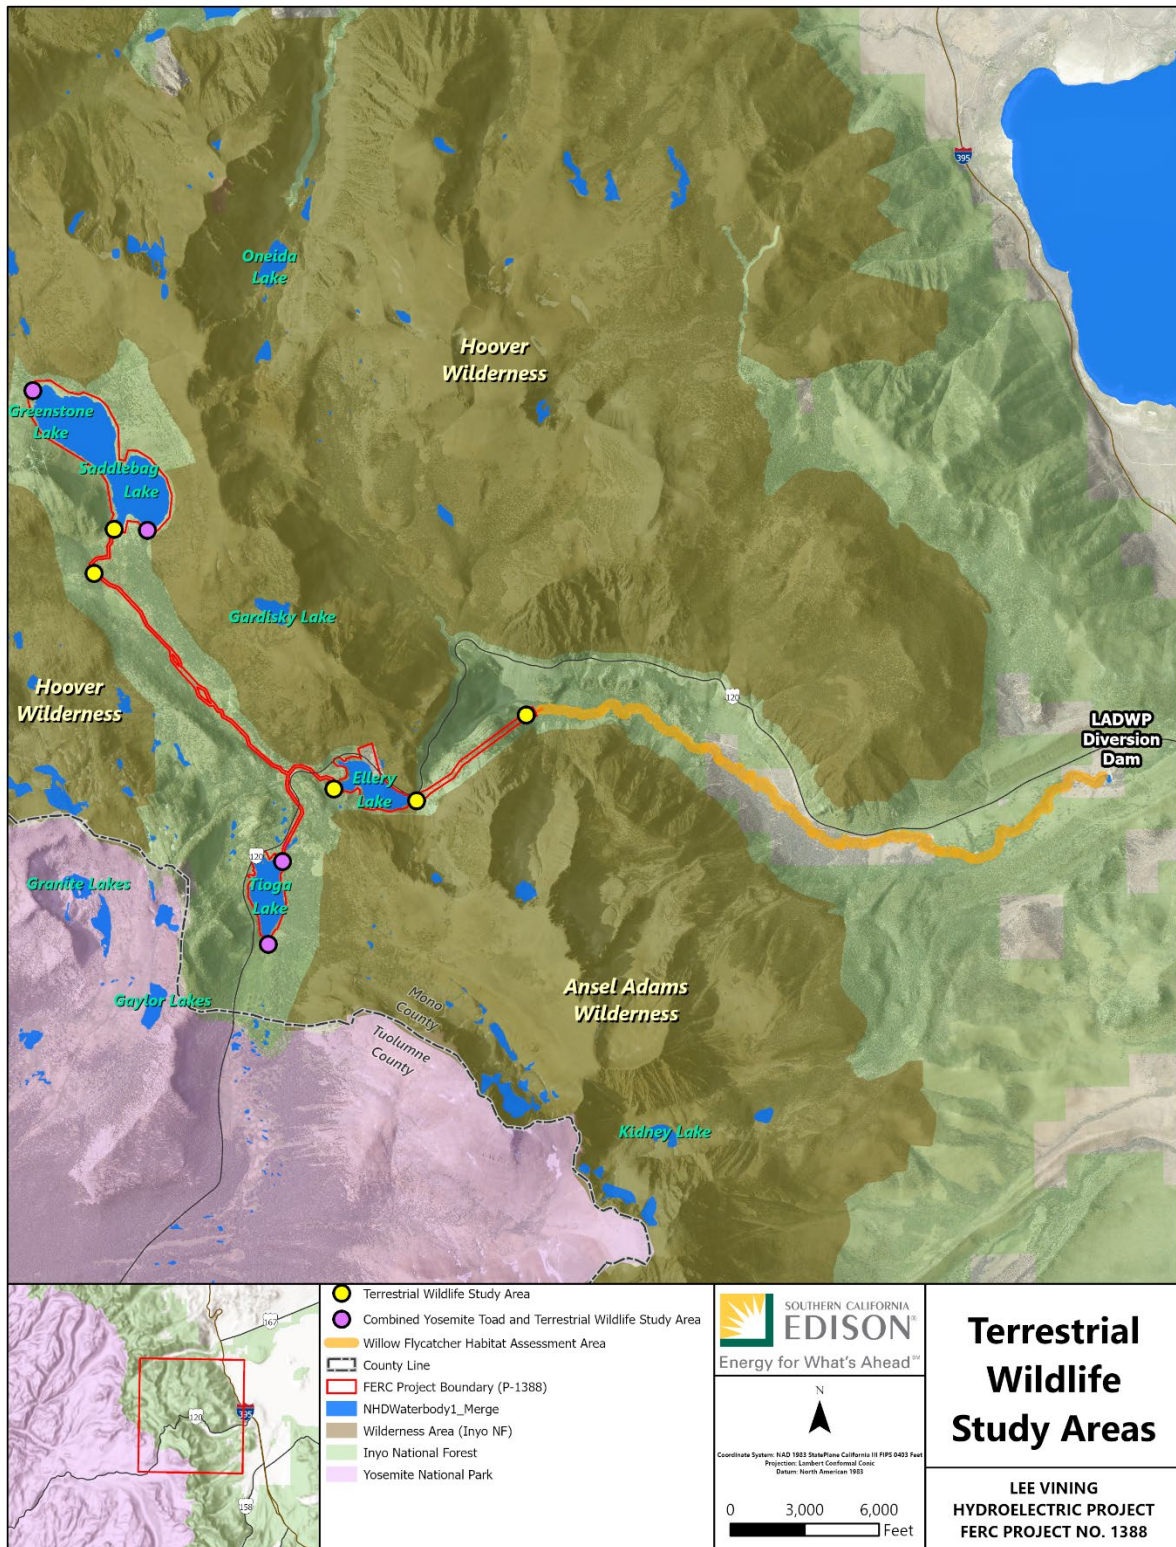 395
Oneida
Lake
Hoover
Wilderness
Greenstone
Lake
Saddlebag
Lake
Gardisky Lake
Hoover
Wilderness
120
LADWP
Diversion
Dam
Ellery
Lake
120
Tioga
Lake
Granite Lakes
Gaylor Lakes
Ansel Adams
Wilderness
Mono
County
Tuolumne
County
Kidney Lake
167
120
395
158
Terrestrial Wildlife Study Area
Combined Yosemite Toad and Terrestrial Wildlife Study Area
Willow Flycatcher Habitat Assessment Area
County Line
FERC Project Boundary (P-1388)
NHDWaterbody1_Merge
Wilderness Area (Inyo NF)
Inyo National Forest
Yosemite National Park
SOUTHERN CALIFORNIA
EDISON®
Energy for What's Ahead℠
N
Coordinate System: NAD 1983 StatePlane California III FIPS 0403 Feet
Projection: Lambert Conformal Conic
Datum: North American 1983
0 3,000 6,000
Feet
Terrestrial
Wildlife
Study Areas
LEE VINING
HYDROELECTRIC PROJECT
FERC PROJECT NO. 1388